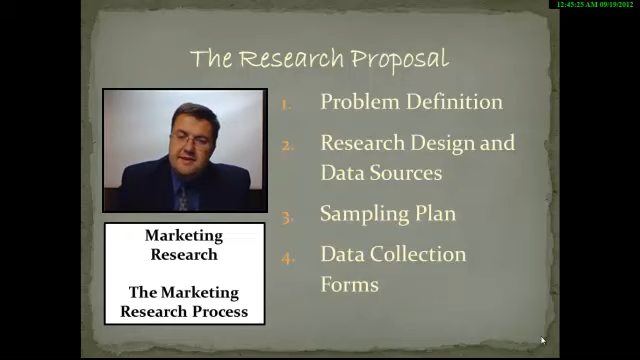 12:45:25 AM 09/19/2012
The Research Proposal
1. Problem Definition
2. Research Design and
Data Sources
3. Sampling Plan
4. Data Collection
Forms
Marketing
Research
The Marketing
Research Process